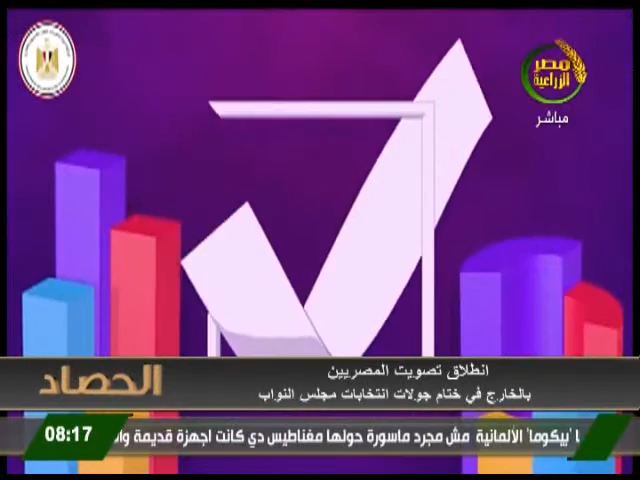 مصر
الزراعية
مباشر
انطلاق تصويت المصريين
بالخارج في ختام جولات انتخابات مجلس النواب
الحصاد
ا 'بيكوما' الألمانية مش مجرد ماسورة حولها مغناطيس دي كانت اجهزة قديمة وا
08:17